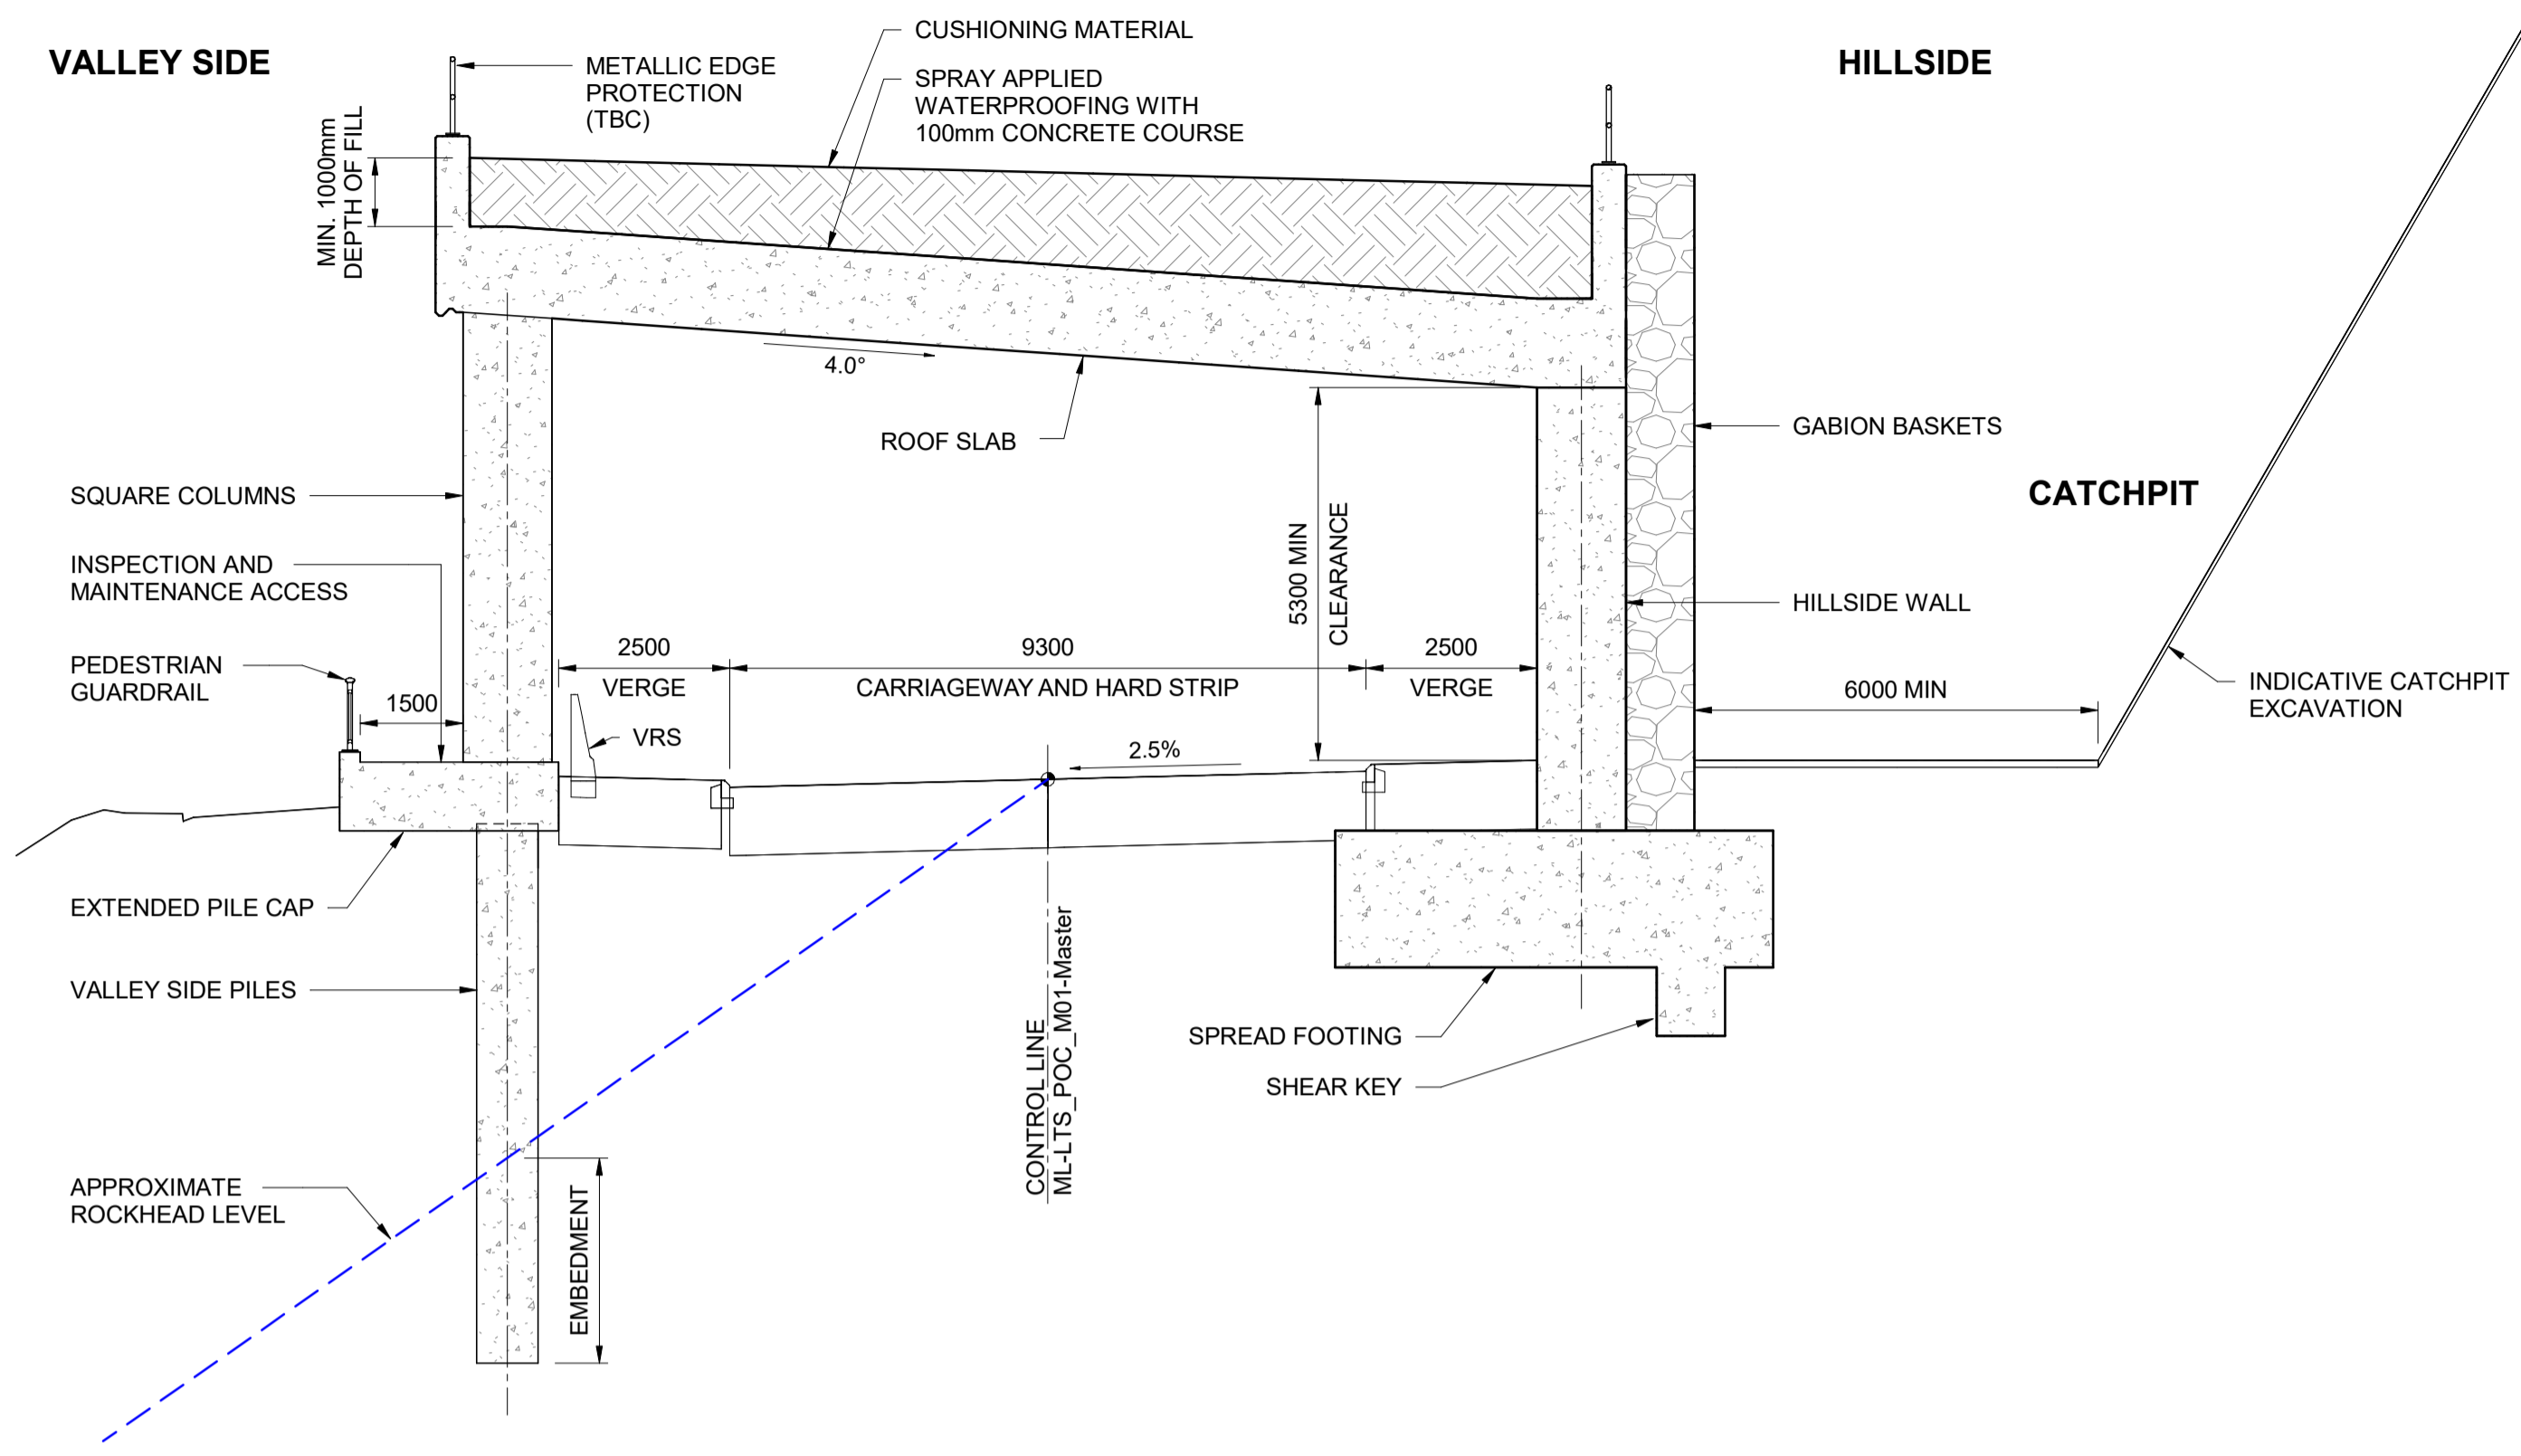 VALLEY SIDE
HILLSIDE
CUSHIONING MATERIAL
METALLIC EDGE
PROTECTION
(TBC)
SPRAY APPLIED
WATERPROOFING WITH
100mm CONCRETE COURSE
MIN. 1000mm
DEPTH OF FILL
4.0°
ROOF SLAB
GABION BASKETS
SQUARE COLUMNS
CATCHPIT
INSPECTION AND
MAINTENANCE ACCESS
5300 MIN
CLEARANCE
HILLSIDE WALL
PEDESTRIAN
GUARDRAIL
1500
2500
VERGE
9300
CARRIAGEWAY AND HARD STRIP
2500
VERGE
6000 MIN
INDICATIVE CATCHPIT
EXCAVATION
VRS
2.5%
EXTENDED PILE CAP
VALLEY SIDE PILES
CONTROL LINE
ML-LTS_POC_M01-Master
SPREAD FOOTING
SHEAR KEY
APPROXIMATE
ROCKHEAD LEVEL
EMBEDMENT